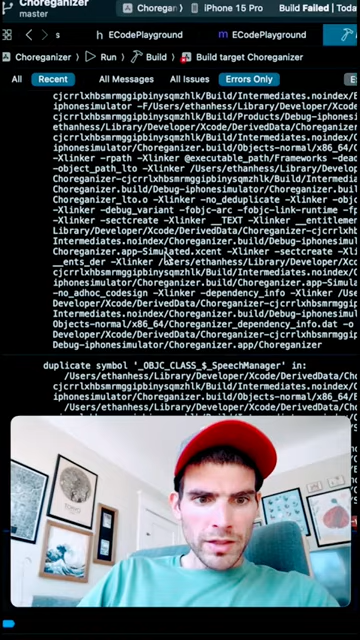 Choreganizer
master
Choregan
iPhone 15 Pro
Build Failed | Today
s
h ECodePlayground
m ECodePlayground
Choreganizer > Run > Build > Build target Choreganizer
All Recent All Messages All Issues Errors Only
cjcrrlxhbsmrmggipbinysqmzhlk/Build/Intermediates.noindex/
iphonesimulator -F/Users/ethanhess/Library/Developer/Xcod
cjcrrlxhbsmrmggipbinysqmzhlk/Build/Products/Debug-iphones
ethanhess/Library/Developer/Xcode/DerivedData/Choreganizer
Choreganizer.build/Objects-normal/x86_64/C
-Xlinker -rpath -Xlinker @executable_path/Frameworks -dead
-object_path_lto -Xlinker /Users/ethanhess/Library/Develo
Choreganizer-cjcrrlxhbsmrmggipbinysqmzhlk/Build/Intermedia
Choreganizer.build/Debug-iphonesimulator/Choreganizer.buil
Choreganizer_lto.o -Xlinker -no_deduplicate -Xlinker -objc
-Xlinker -debug_variant -fobjc-arc -fobjc-link-runtime -fp
-Xlinker -sectcreate -Xlinker __TEXT -Xlinker __entitlemen
Library/Developer/Xcode/DerivedData/Choreganizer-cjcrrlxhb
Intermediates.noindex/Choreganizer.build/Debug-iphonesimul
Choreganizer.app-Simulated.xcent -Xlinker -sectcreate -Xli
__ents_der -Xlinker /Users/ethanhess/Library/Developer/Xco
cjcrrlxhbsmrmggipbinysqmzhlk/Build/Intermediates.noindex/C
iphonesimulator/Choreganizer.build/Choreganizer.app-Simula
-no_adhoc_codesign -Xlinker -dependency_info -Xlinker /Use
Developer/Xcode/DerivedData/Choreganizer-cjcrrlxhbsmrmggip
Intermediates.noindex/Choreganizer.build/Debug-iphonesimul
Objects-normal/x86_64/Choreganizer_dependency_info.dat -o
Developer/Xcode/DerivedData/Choreganizer-cjcrrlxhbsmrmggip
Debug-iphonesimulator/Choreganizer.app/Choreganizer
duplicate symbol '_OBJC_CLASS_$_SpeechManager' in:
/Users/ethanhess/Library/Developer/Xcode/DerivedData/C
cjcrrlxhbsmrmggipbinysqmzhlk/Build/Intermediates.noindex/C
iphonesimulator/Choreganizer.build/Objects-normal/x86_64/C
/Users/ethanhess/Library/Developer/Xcode/DerivedData/C